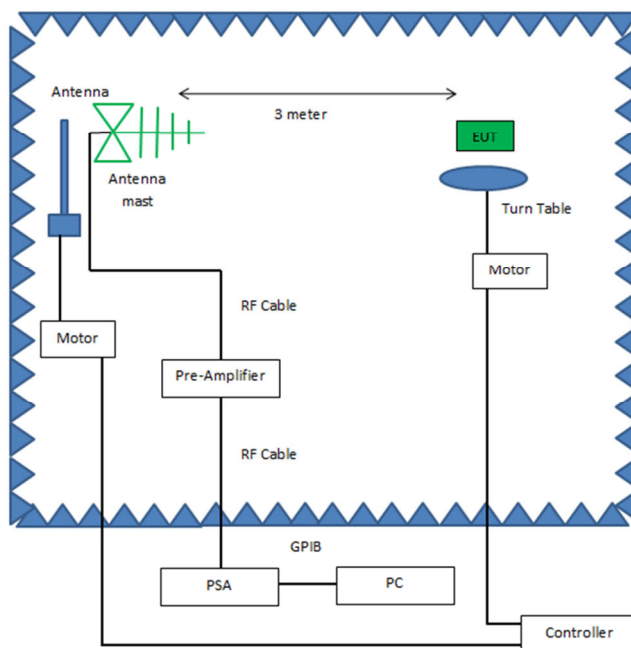 Antenna
3 meter
EUT
Antenna
mast
Turn Table
Motor
RF Cable
Motor
Pre-Amplifier
RF Cable
GPIB
PSA
PC
Controller